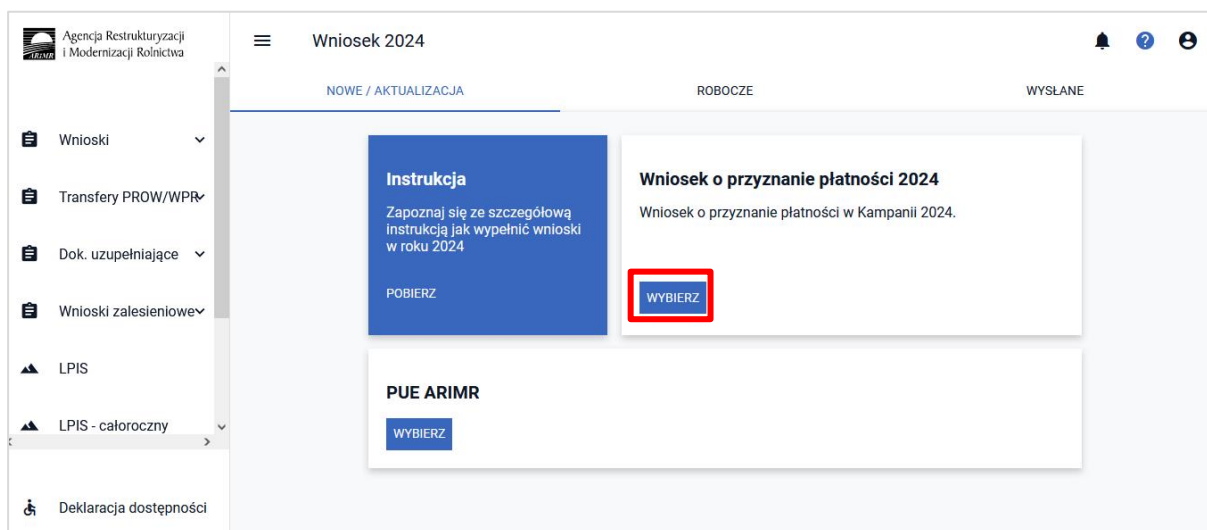 Agencja Restrukturyzacji
i Modernizacji Rolnictwa
ARiMR
Wniosek 2024
NOWE / AKTUALIZACJA
ROBOCZE
WYSŁANE
Wnioski
Transfery PROW/WPR
Dok. uzupełniające
Wnioski zalesieniowe
LPIS
LPIS - całoroczny
Deklaracja dostępności
Instrukcja
Zapoznaj się ze szczegółową
instrukcją jak wypełnić wnioski
w roku 2024
POBIERZ
Wniosek o przyznanie płatności 2024
Wniosek o przyznanie płatności w Kampanii 2024.
WYBIERZ
PUE ARIMR
WYBIERZ